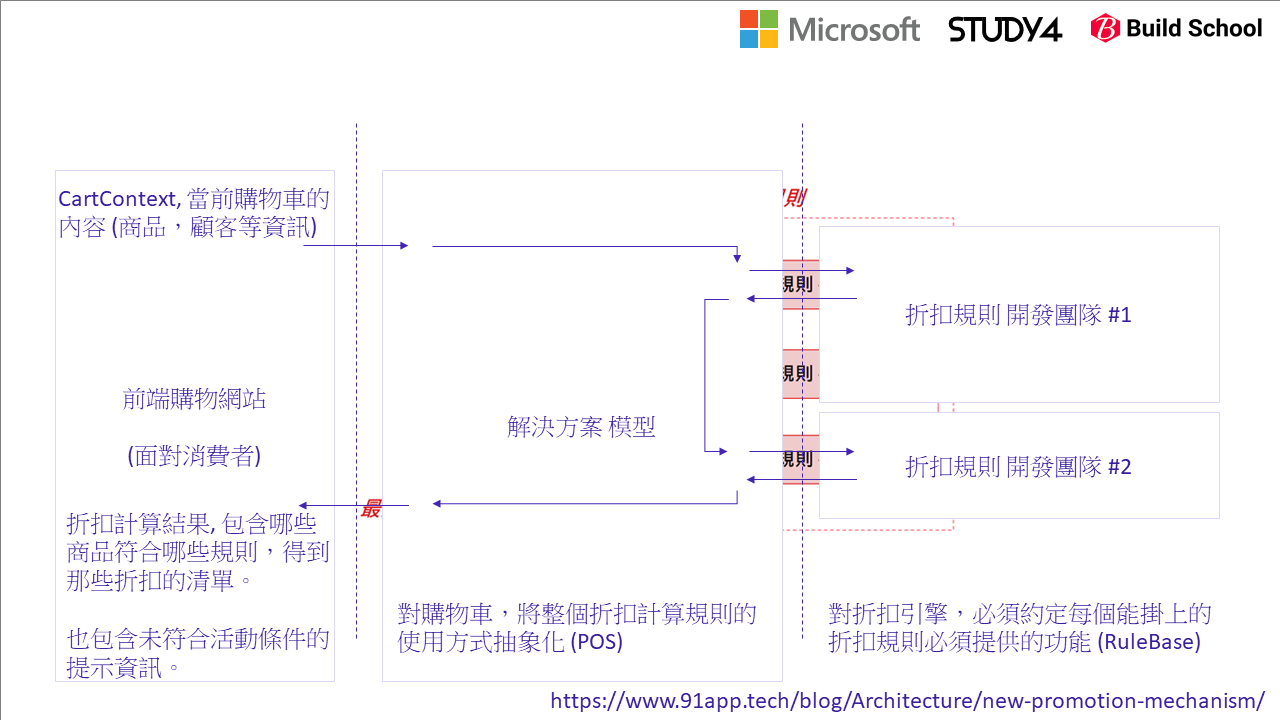 Microsoft STUDY4 Build School
CartContext, 當前購物車的
內容 (商品，顧客等資訊)
前端購物網站
(面對消費者)
折扣計算結果, 包含哪些
商品符合哪些規則，得到
那些折扣的清單。
也包含未符合活動條件的
提示資訊。
最
解決方案 模型
對購物車，將整個折扣計算規則的
使用方式抽象化 (POS)
則
規則
規則
規則
折扣規則 開發團隊 #1
折扣規則 開發團隊 #2
對折扣引擎，必須約定每個能掛上的
折扣規則必須提供的功能 (RuleBase)
https://www.91app.tech/blog/Architecture/new-promotion-mechanism/